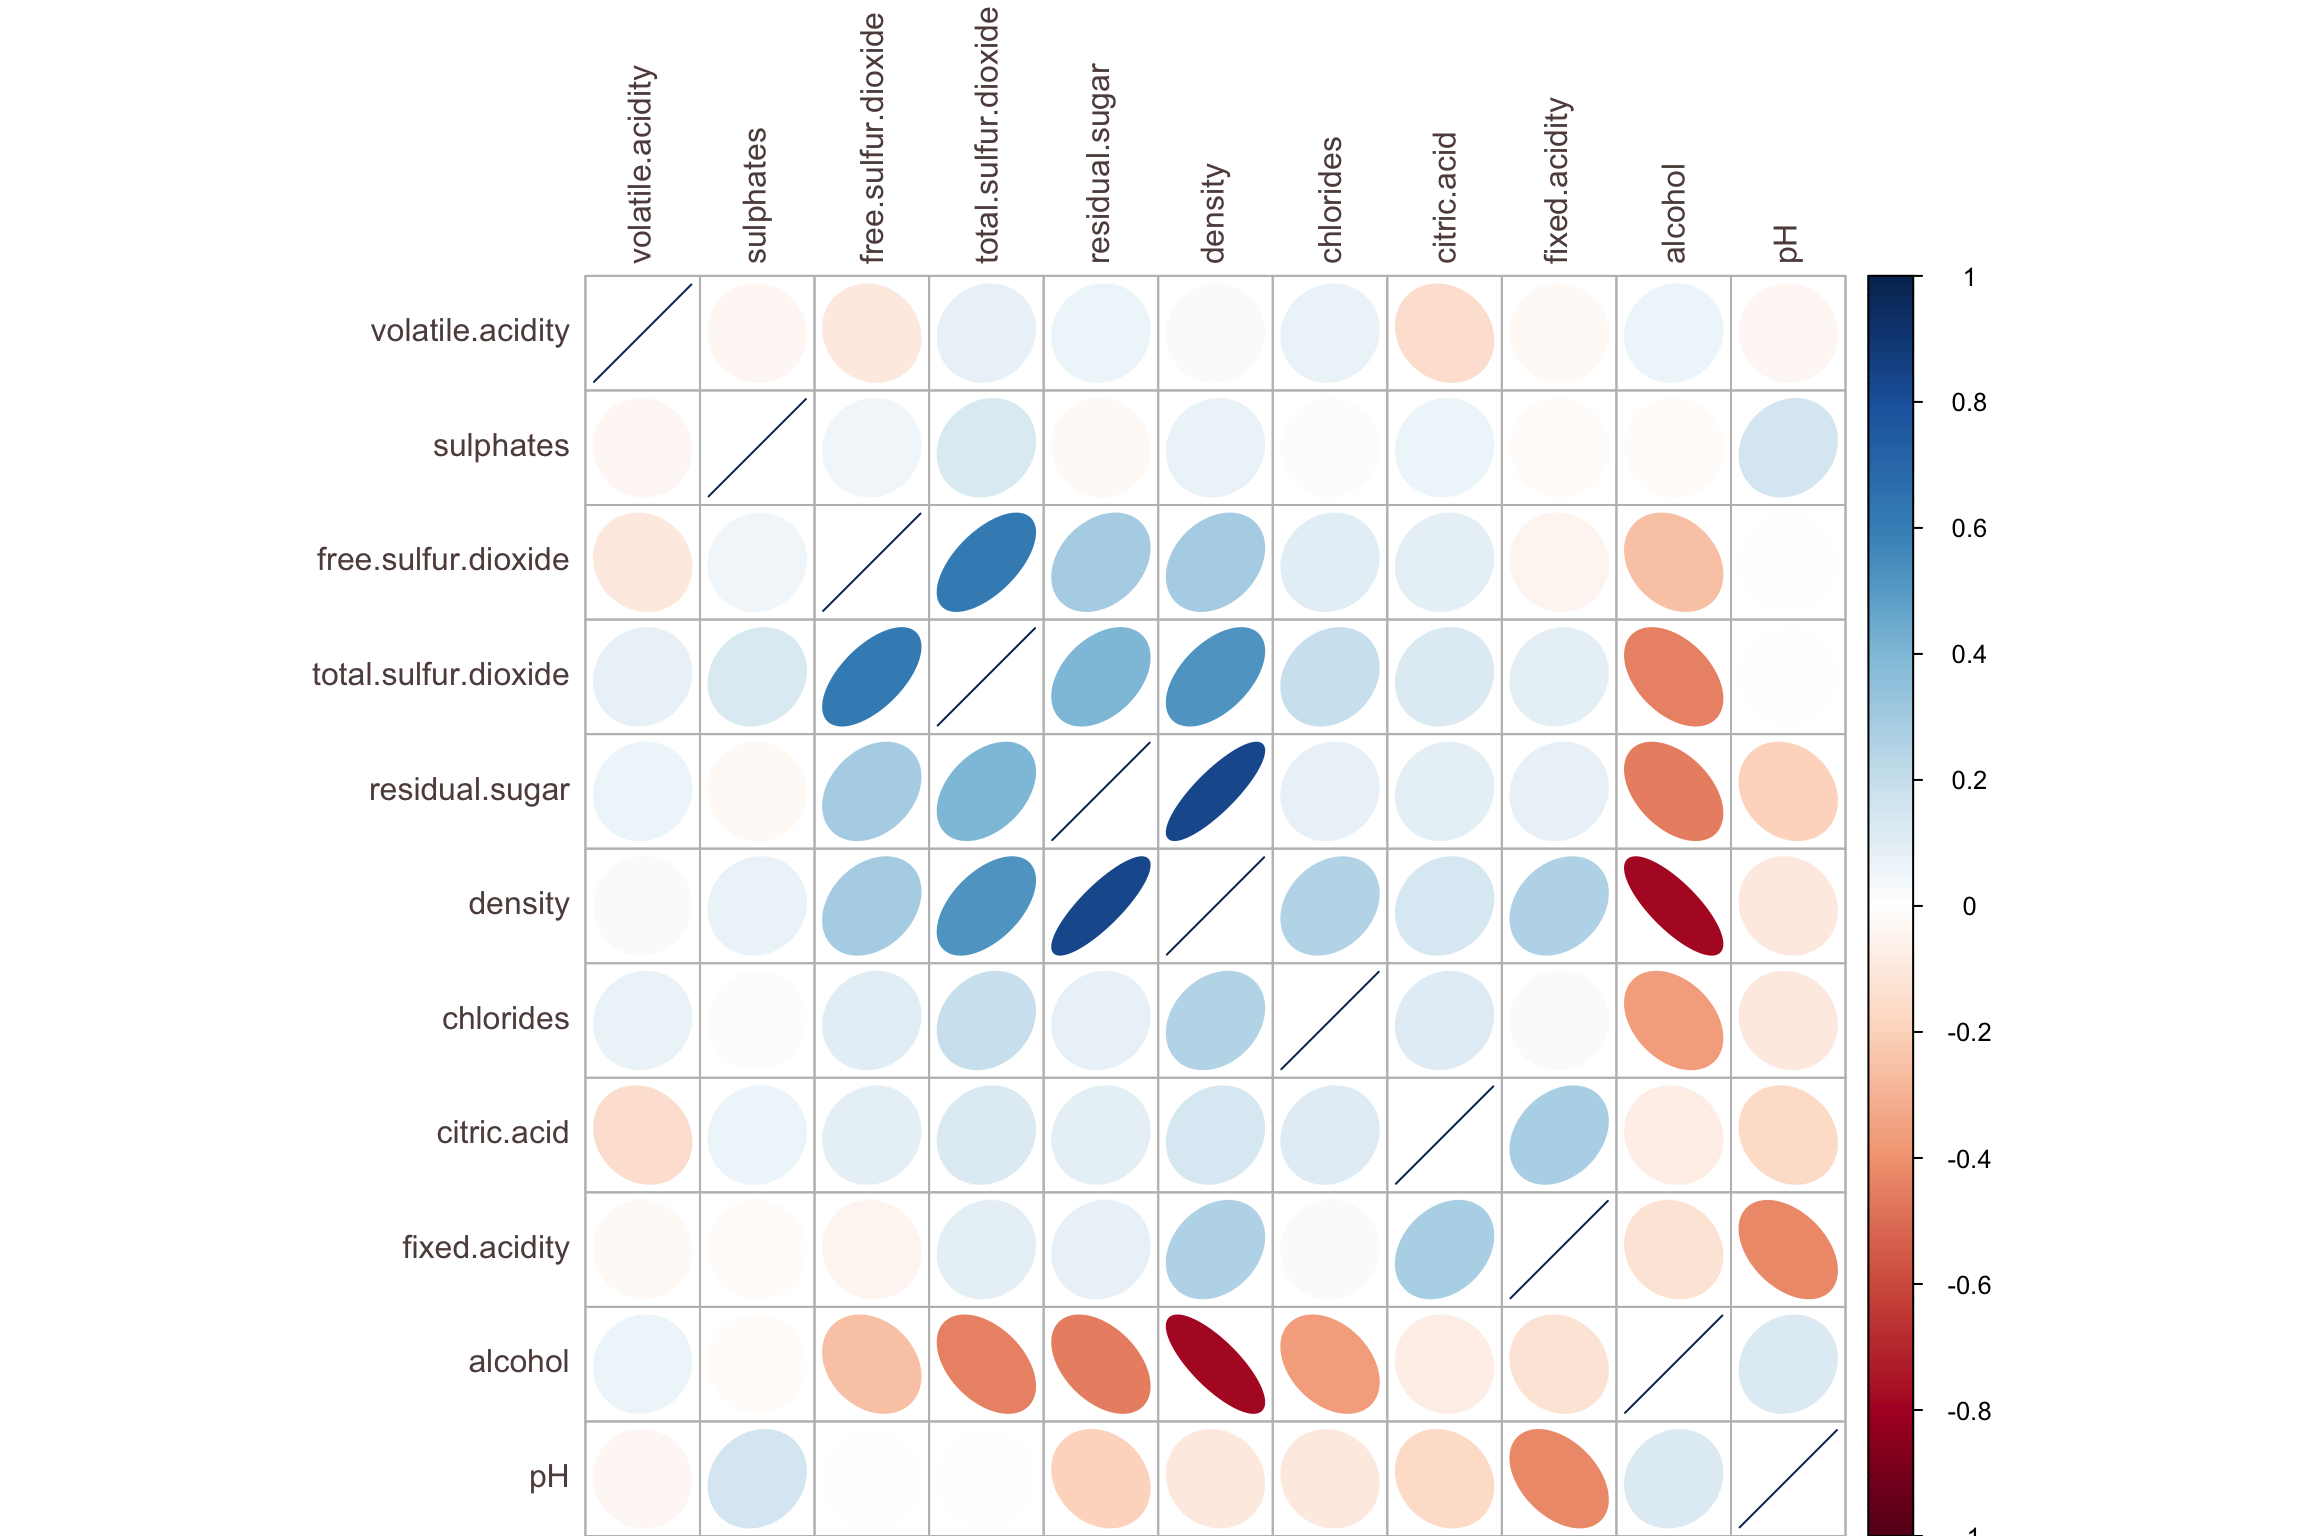 volatile.acidity
sulphates
free.sulfur.dioxide
total.sulfur.dioxide
residual.sugar
density
chlorides
citric.acid
fixed.acidity
alcohol
pH
volatile.acidity
sulphates
free.sulfur.dioxide
total.sulfur.dioxide
residual.sugar
density
chlorides
citric.acid
fixed.acidity
alcohol
pH
1
0.8
0.6
0.4
0.2
0
-0.2
-0.4
-0.6
-0.8